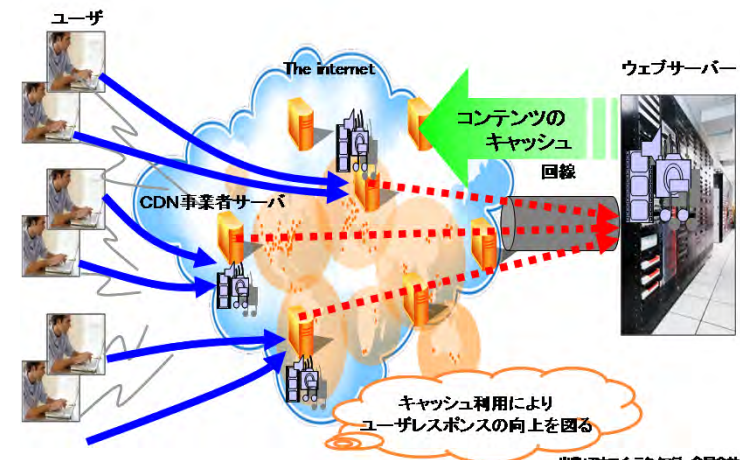 ユーザ
The internet
ウェブサーバー
コンテンツの
キャッシュ
回線
CDN事業者サーバ
キャッシュ利用により
ユーザレスポンスの向上を図る